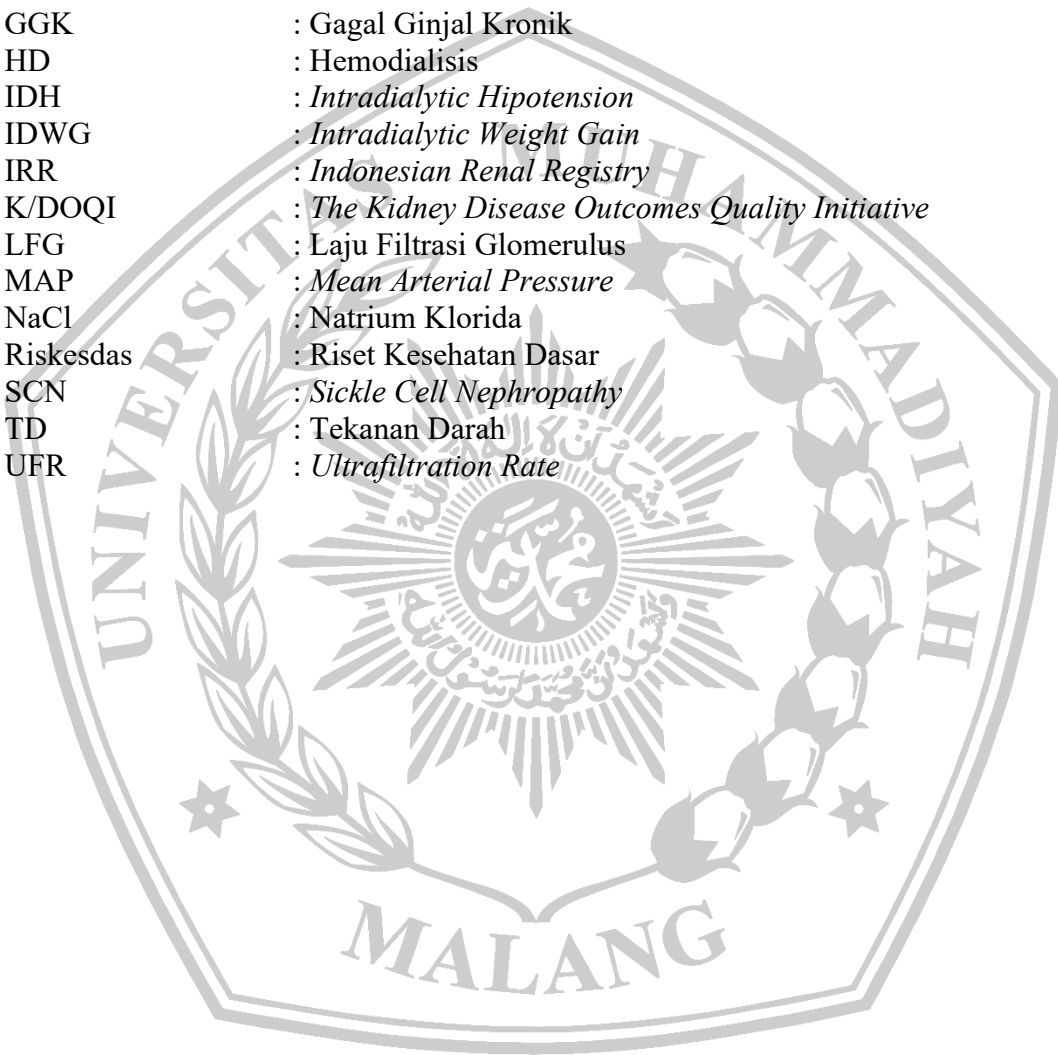 GGK : Gagal Ginjal Kronik
HD : Hemodialisis
IDH : Intradialytic Hipotension
IDWG : Intradialytic Weight Gain
IRR : Indonesian Renal Registry
K/DOQI : The Kidney Disease Outcomes Quality Initiative
LFG : Laju Filtrasi Glomerulus
MAP : Mean Arterial Pressure
NaCl : Natrium Klorida
Riskesdas : Riset Kesehatan Dasar
SCN : Sickle Cell Nephropathy
TD : Tekanan Darah
UFR : Ultrafiltration Rate
UNIVERSITAS MUHAMMADIYAH
MALANG